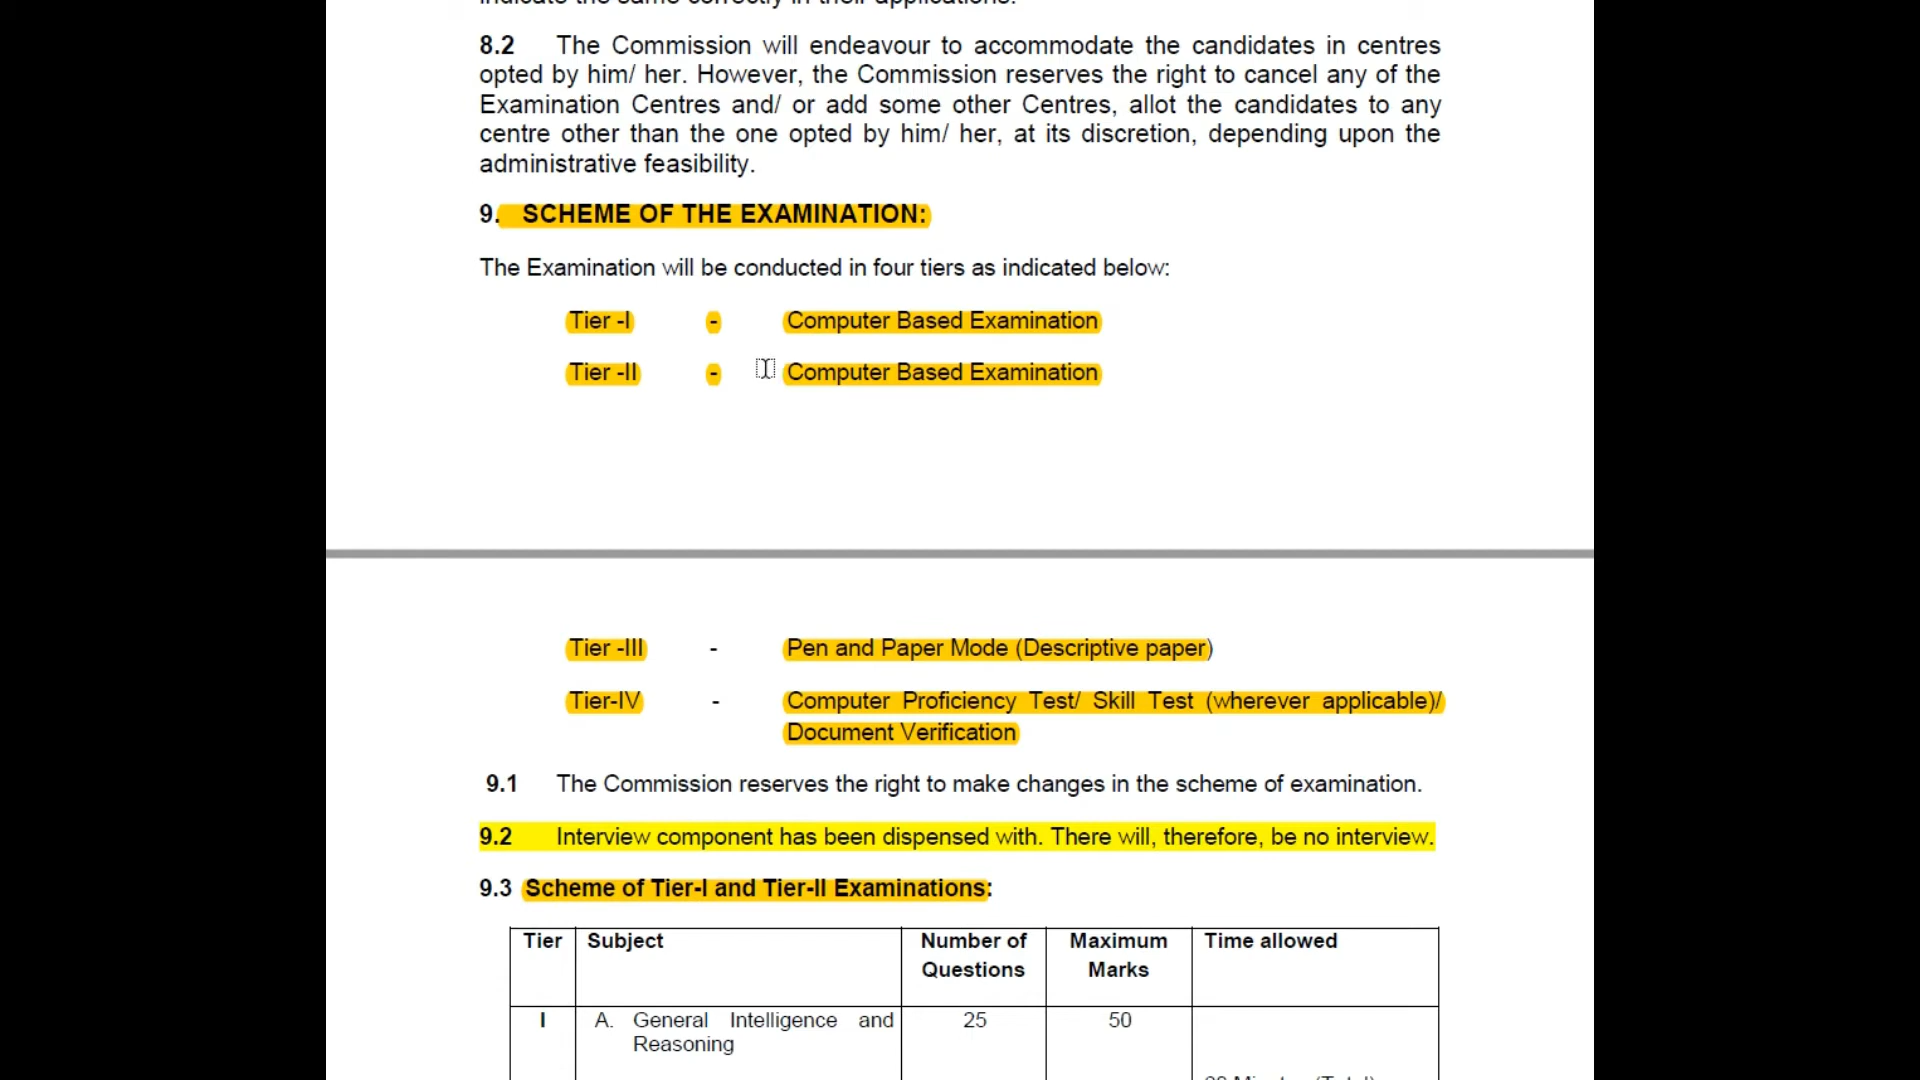 indicate the same correctly in their applications.
8.2 The Commission will endeavour to accommodate the candidates in centres
opted by him/ her. However, the Commission reserves the right to cancel any of the
Examination Centres and/ or add some other Centres, allot the candidates to any
centre other than the one opted by him/ her, at its discretion, depending upon the
administrative feasibility.
9. SCHEME OF THE EXAMINATION:
The Examination will be conducted in four tiers as indicated below:
Tier -I - Computer Based Examination
Tier -II - Computer Based Examination
Tier -III - Pen and Paper Mode (Descriptive paper)
Tier-IV - Computer Proficiency Test/ Skill Test (wherever applicable)/
Document Verification
9.1 The Commission reserves the right to make changes in the scheme of examination.
9.2 Interview component has been dispensed with. There will, therefore, be no interview.
9.3 Scheme of Tier-I and Tier-II Examinations:
Tier Subject Number of Maximum Time allowed
Questions Marks
I A. General Intelligence and 25 50
Reasoning